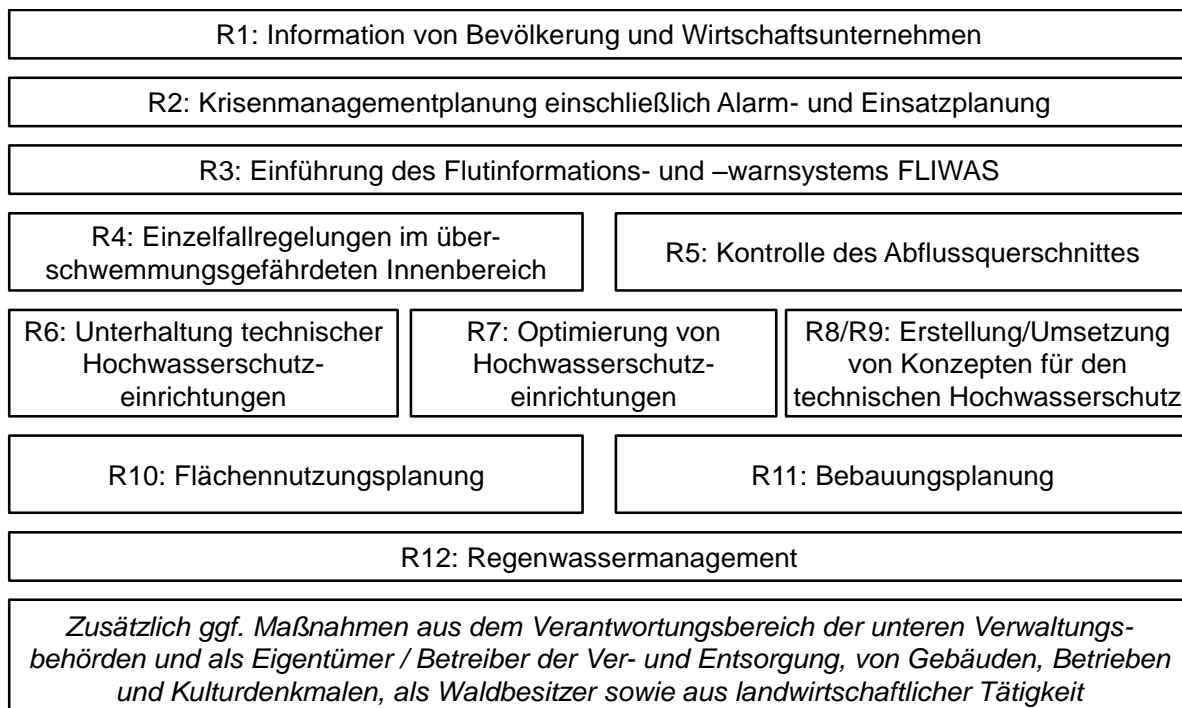 R1: Information von Bevölkerung und Wirtschaftsunternehmen
R2: Krisenmanagementplanung einschließlich Alarm- und Einsatzplanung
R3: Einführung des Flutinformations- und –warnsystems FLIWAS
R4: Einzelfallregelungen im über-
schwemmungsgefährdeten Innenbereich
R5: Kontrolle des Abflussquerschnittes
R6: Unterhaltung technischer
Hochwasserschutz-
einrichtungen
R7: Optimierung von
Hochwasserschutz-
einrichtungen
R8/R9: Erstellung/Umsetzung
von Konzepten für den
technischen Hochwasserschutz
R10: Flächennutzungsplanung
R11: Bebauungsplanung
R12: Regenwassermanagement
Zusätzlich ggf. Maßnahmen aus dem Verantwortungsbereich der unteren Verwaltungs-
behörden und als Eigentümer / Betreiber der Ver- und Entsorgung, von Gebäuden, Betrieben
und Kulturdenkmalen, als Waldbesitzer sowie aus landwirtschaftlicher Tätigkeit